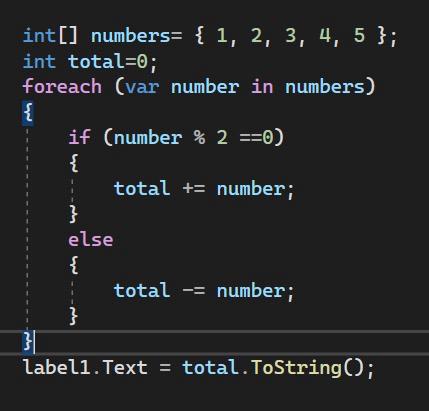 int[] numbers= { 1, 2, 3, 4, 5 };
int total=0;
foreach (var number in numbers)
{
    if (number % 2 ==0)
    {
        total += number;
    }
    else
    {
        total -= number;
    }
}
label1.Text = total.ToString();